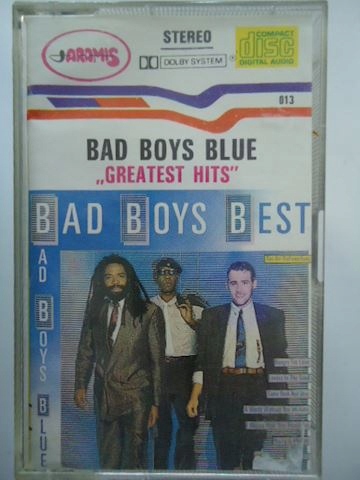 ARAMIS
STEREO
DOLBY SYSTEM ®
COMPACT
disc
DIGITAL AUDIO
013
BAD BOYS BLUE
„GREATEST HITS”
BAD BOYS BEST
BAD BOYS BLUE